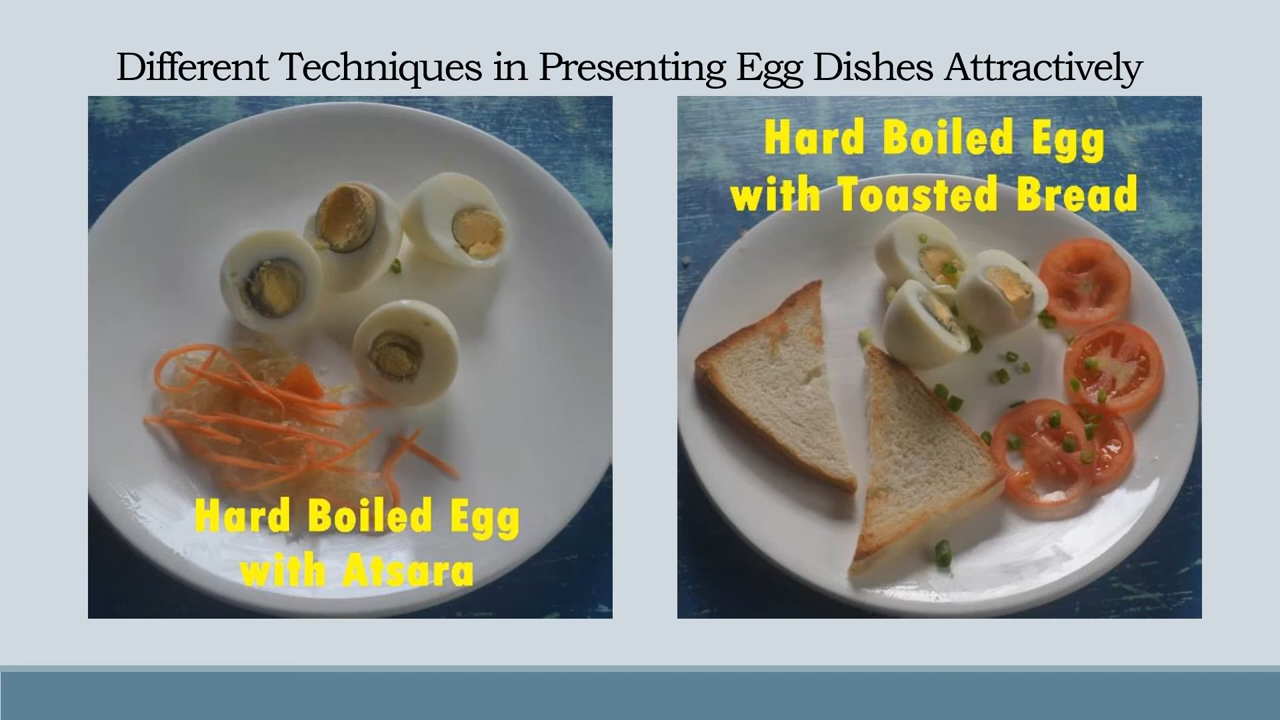 Different Techniques in Presenting Egg Dishes Attractively
Hard Boiled Egg
with Atsara
Hard Boiled Egg
with Toasted Bread